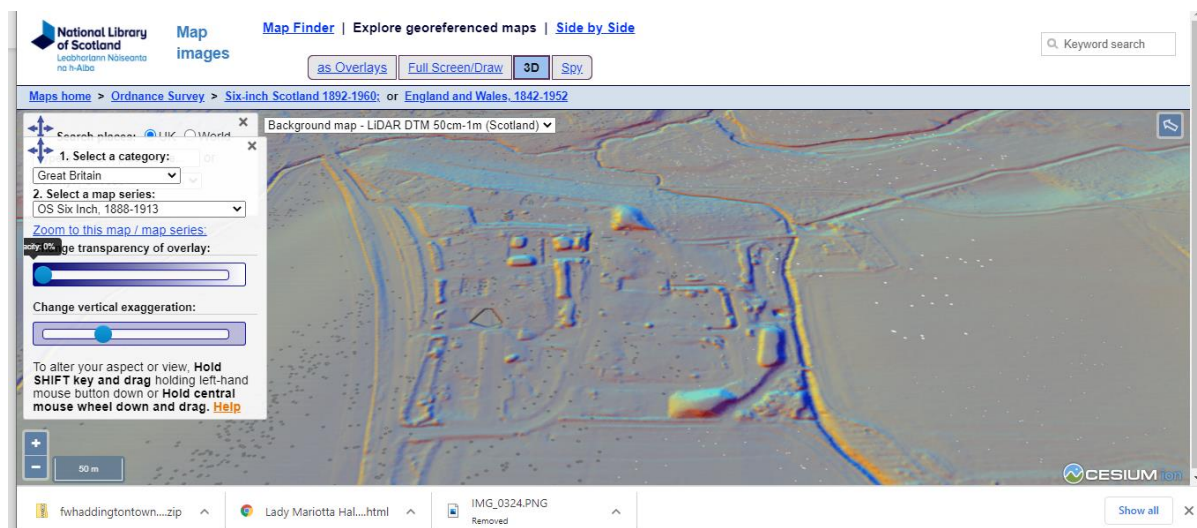 National Library
of Scotland
Leabharlann Nàiseanta
na h-Alba
Map
images
Map Finder | Explore georeferenced maps | Side by Side
as Overlays Full Screen/Draw 3D Spy
Keyword search
Maps home > Ordnance Survey > Six-inch Scotland 1892-1960; or England and Wales, 1842-1952
Search places: UK World
Background map - LiDAR DTM 50cm-1m (Scotland)
1. Select a category:
or
Great Britain
2. Select a map series:
OS Six Inch, 1888-1913
Zoom to this map / map series:
acity: 0%
nge transparency of overlay:
Change vertical exaggeration:
To alter your aspect or view, Hold
SHIFT key and drag holding left-hand
mouse button down or Hold central
mouse wheel down and drag. Help
+
−
50 m
CESIUM ion
fwhaddingtontown....zip
Lady Mariotta Hal....html
IMG_0324.PNG
Removed
Show all